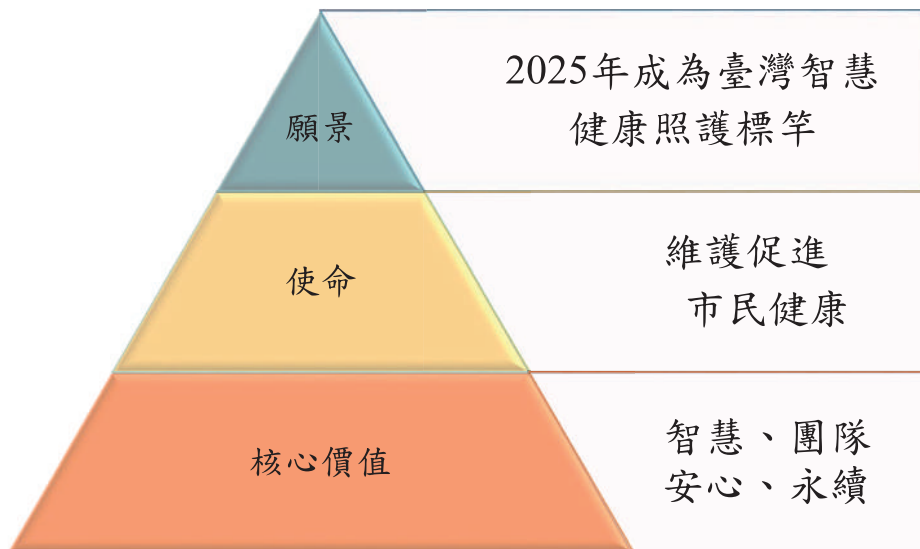 願景
2025年成為臺灣智慧
健康照護標竿
使命
維護促進
市民健康
核心價值
智慧、團隊
安心、永續